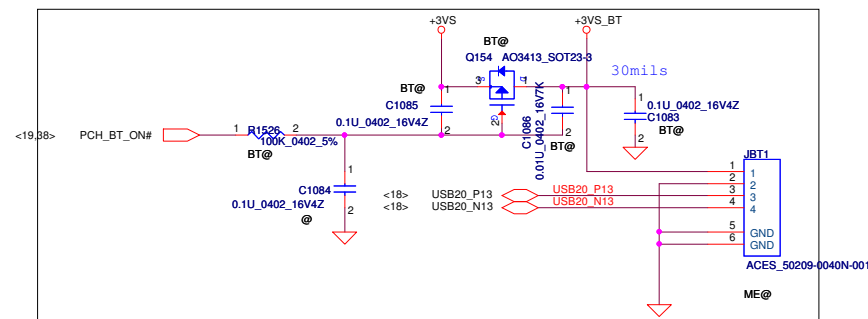 +3VS
+3VS_BT
BT@
Q154 AO3413_SOT23-3
30mils
BT@
C1085
0.1U_0402_16V4Z
1
2
3
S
D
1
G
2
C1086
0.01U_0402_16V7K
1
2
BT@
0.1U_0402_16V4Z
C1083
BT@
1
2
<19,38>
PCH_BT_ON#
1
R1526
2
100K_0402_5%
BT@
1
2
C1084
0.1U_0402_16V4Z
@
<18>
USB20_P13
USB20_P13
<18>
USB20_N13
USB20_N13
JBT1
1
1
2
2
3
3
4
4
5
GND
6
GND
ACES_50209-0040N-001
ME@